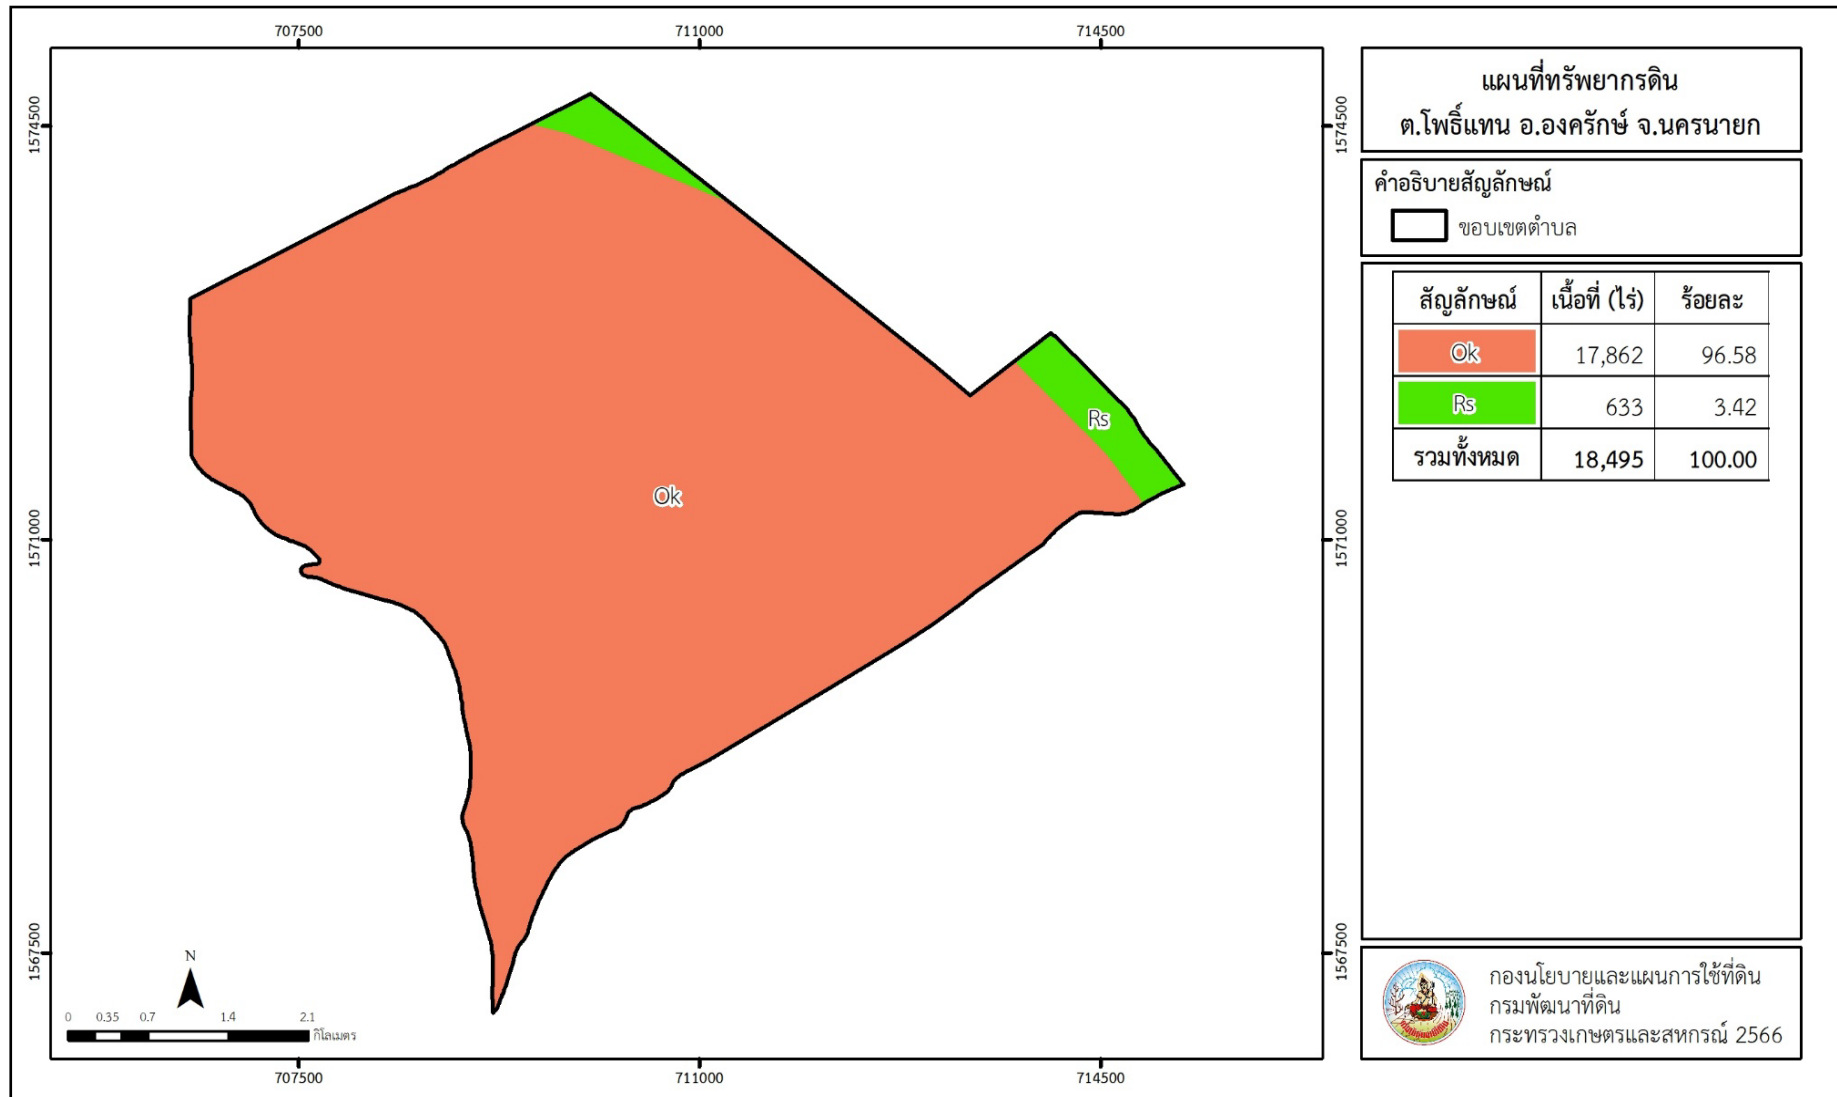 707500
711000
714500
1574500
1574500
1571000
1571000
1567500
1567500
Rs
Ok
N
0 0.35 0.7 1.4 2.1
กิโลเมตร
707500
711000
714500
แผนที่ทรัพยากรดิน
ต.โพธิ์แทน อ.องครักษ์ จ.นครนายก
คำอธิบายสัญลักษณ์
ขอบเขตตำบล
สัญลักษณ์ เนื้อที่ (ไร่) ร้อยละ
Ok 17,862 96.58
Rs 633 3.42
รวมทั้งหมด 18,495 100.00
กองนโยบายและแผนการใช้ที่ดิน
กรมพัฒนาที่ดิน
กระทรวงเกษตรและสหกรณ์ 2566